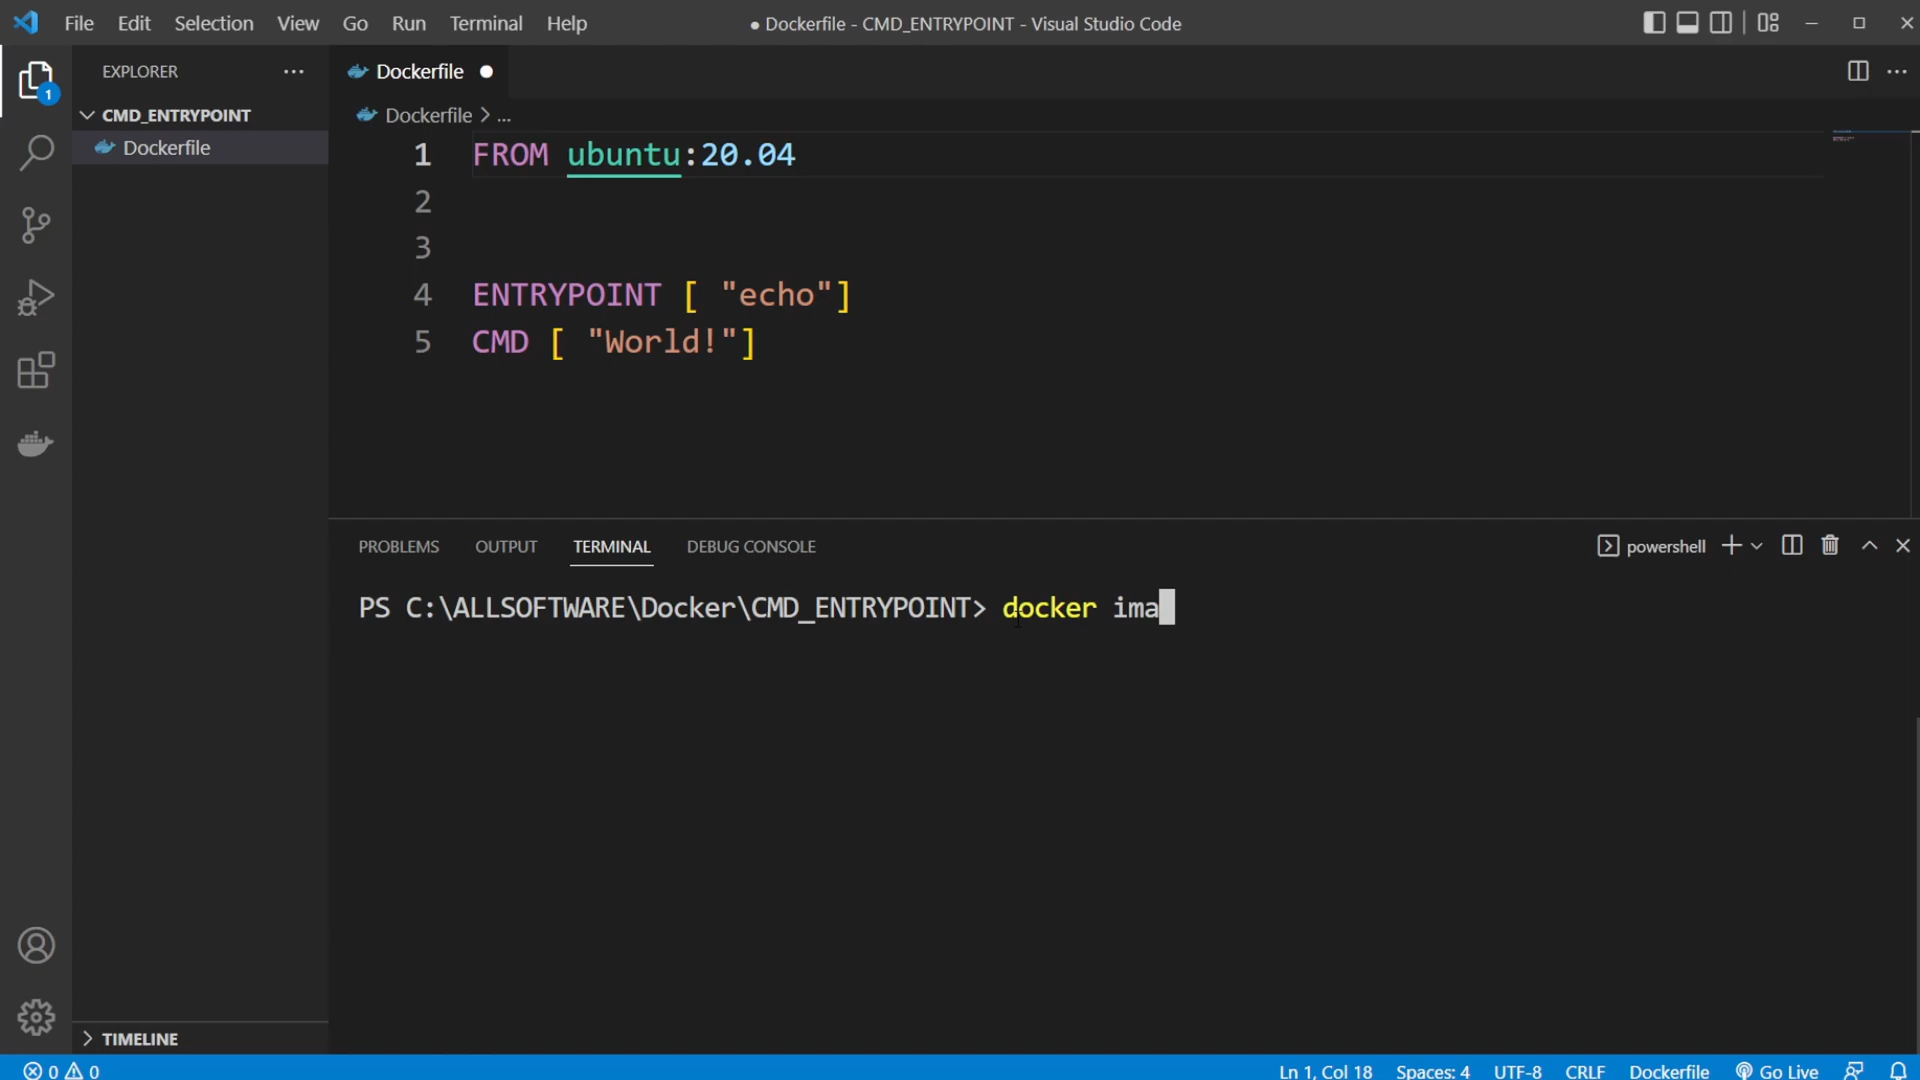 File Edit Selection View Go Run Terminal Help
● Dockerfile - CMD_ENTRYPOINT - Visual Studio Code
EXPLORER
Dockerfile
1
CMD_ENTRYPOINT
Dockerfile > ...
Dockerfile
1 FROM ubuntu:20.04
2
3
4 ENTRYPOINT [ "echo"]
5 CMD [ "World!"]
PROBLEMS OUTPUT TERMINAL DEBUG CONSOLE
powershell
PS C:\ALLSOFTWARE\Docker\CMD_ENTRYPOINT> docker ima
TIMELINE
0 0
Ln 1, Col 18 Spaces: 4 UTF-8 CRLF Dockerfile Go Live